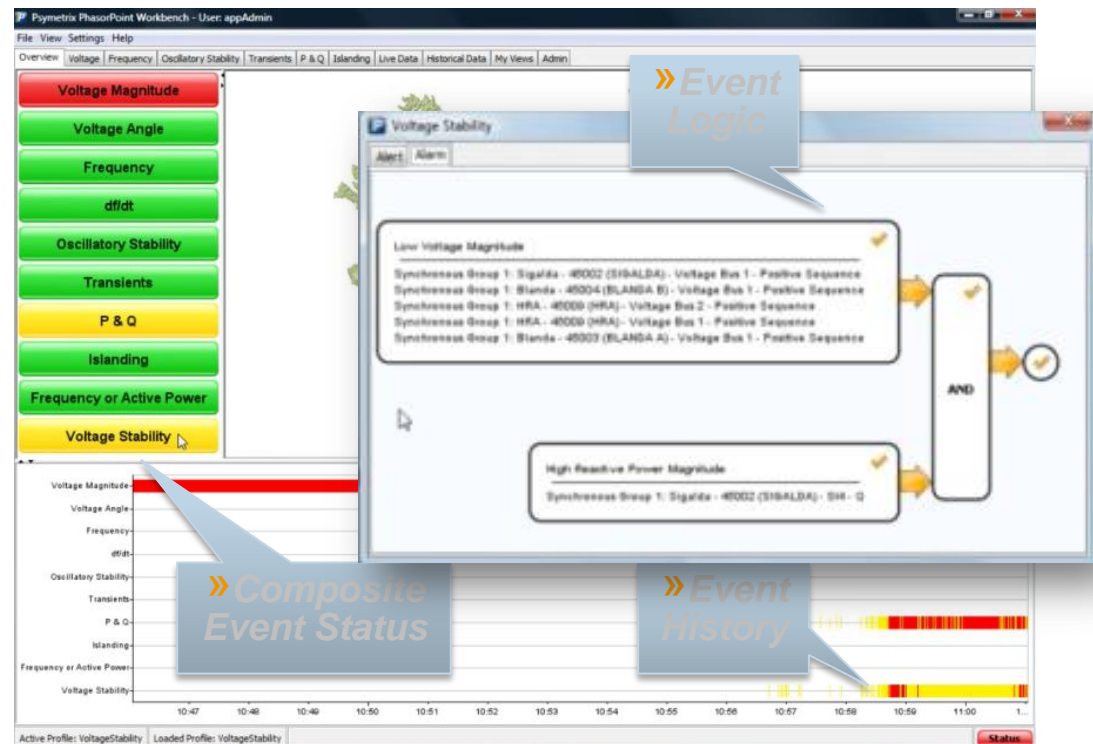 Psymetrix PhasorPoint Workbench - User: appAdmin
File View Settings Help
Overview Voltage Frequency Oscillatory Stability Transients P & Q Islanding Live Data Historical Data My Views Admin
Voltage Magnitude
Voltage Angle
Frequency
df/dt
Oscillatory Stability
Transients
P & Q
Islanding
Frequency or Active Power
Voltage Stability
»Event
Logic
Voltage Stability
Alert Alarm
Low Voltage Magnitude
Synchronous Group 1: Sigalda - 46002 (SIGALDA) - Voltage Bus 1 - Positive Sequence
Synchronous Group 1: Blanda - 46004 (BLANDA B) - Voltage Bus 1 - Positive Sequence
Synchronous Group 1: HRA - 46009 (HRA) - Voltage Bus 2 - Positive Sequence
Synchronous Group 1: HRA - 46009 (HRA) - Voltage Bus 1 - Positive Sequence
Synchronous Group 1: Blanda - 46003 (BLANDA A) - Voltage Bus 1 - Positive Sequence
AND
High Reactive Power Magnitude
Synchronous Group 1: Sigalda - 46002 (SIGALDA) - Q
Voltage Magnitude
Voltage Angle
Frequency
df/dt
Oscillatory Stability
Transients
P & Q
Islanding
Frequency or Active Power
Voltage Stability
»Composite
Event Status
»Event
History
10:47 10:48 10:49 10:50 10:51 10:52 10:53 10:54 10:55 10:56 10:57 10:58 10:59 11:00 1...
Active Profile: VoltageStability Loaded Profile: VoltageStability
Status